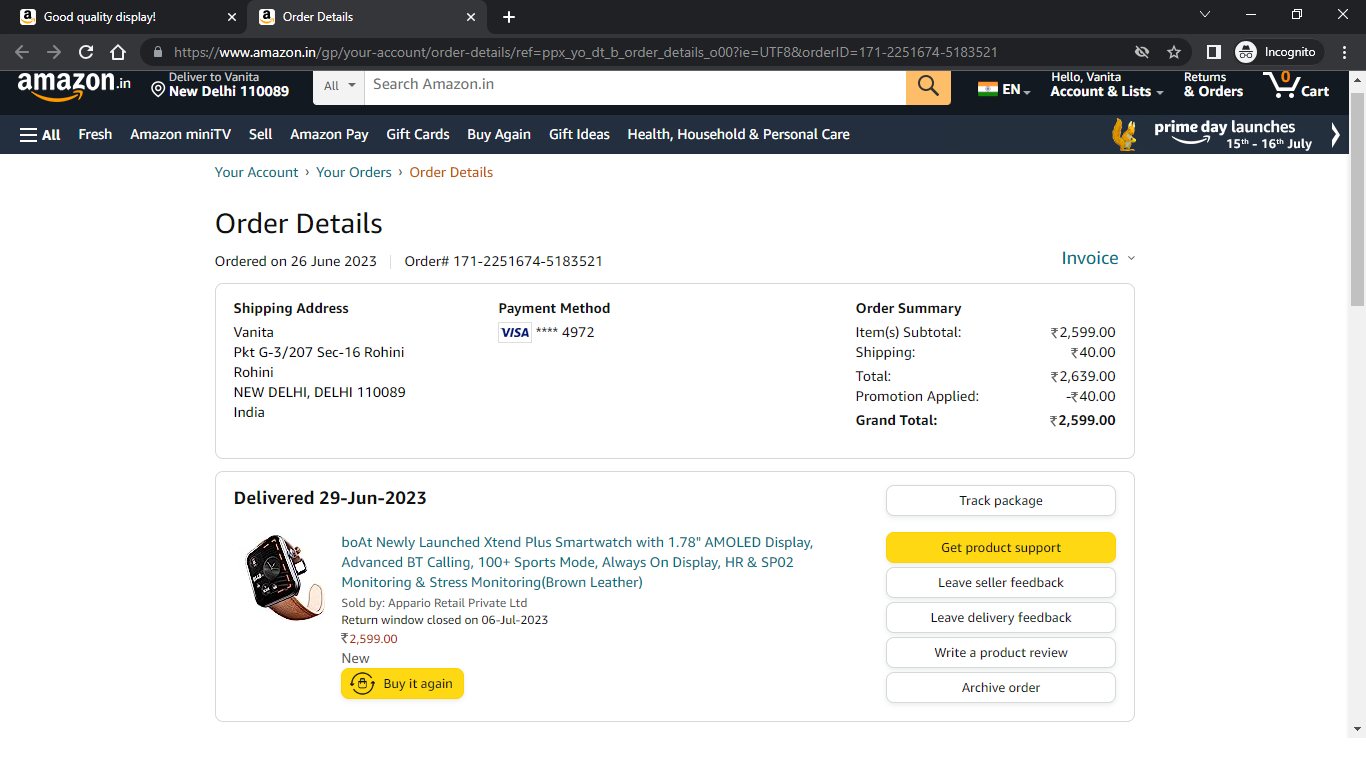 Good quality display!
Order Details
https://www.amazon.in/gp/your-account/order-details/ref=ppx_yo_dt_b_order_details_o00?ie=UTF8&orderID=171-2251674-5183521
Incognito
amazon.in
Deliver to Vanita
New Delhi 110089
All
Search Amazon.in
EN
Hello, Vanita
Account & Lists
Returns
& Orders
0
Cart
All
Fresh
Amazon miniTV
Sell
Amazon Pay
Gift Cards
Buy Again
Gift Ideas
Health, Household & Personal Care
prime day launches
15th - 16th July
Your Account › Your Orders › Order Details
Order Details
Ordered on 26 June 2023
Order# 171-2251674-5183521
Invoice
Shipping Address
Vanita
Pkt G-3/207 Sec-16 Rohini
Rohini
NEW DELHI, DELHI 110089
India
Payment Method
VISA **** 4972
Order Summary
Item(s) Subtotal: ₹2,599.00
Shipping: ₹40.00
Total: ₹2,639.00
Promotion Applied: -₹40.00
Grand Total: ₹2,599.00
Delivered 29-Jun-2023
boAt Newly Launched Xtend Plus Smartwatch with 1.78" AMOLED Display,
Advanced BT Calling, 100+ Sports Mode, Always On Display, HR & SP02
Monitoring & Stress Monitoring(Brown Leather)
Sold by: Appario Retail Private Ltd
Return window closed on 06-Jul-2023
₹2,599.00
New
Buy it again
Track package
Get product support
Leave seller feedback
Leave delivery feedback
Write a product review
Archive order